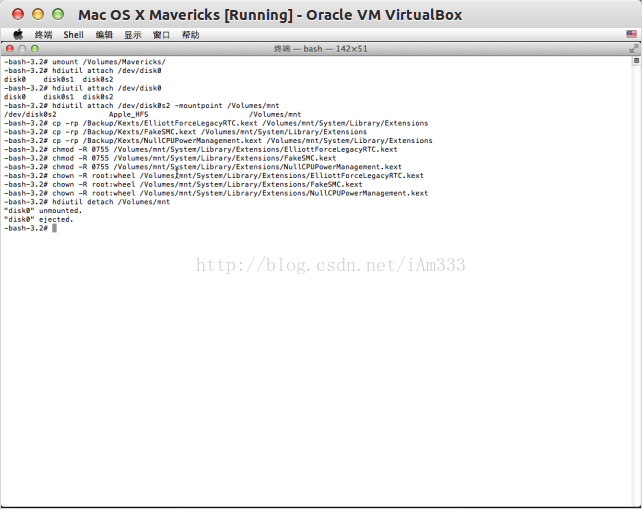 Mac OS X Mavericks [Running] - Oracle VM VirtualBox
终端 Shell 编辑 显示 窗口 帮助
终端 — bash — 142×51
-bash-3.2# umount /Volumes/Mavericks/
-bash-3.2# hdiutil attach /dev/disk0
disk0 disk0s1 disk0s2
-bash-3.2# hdiutil attach /dev/disk0
disk0 disk0s1 disk0s2
-bash-3.2# hdiutil attach /dev/disk0s2 -mountpoint /Volumes/mnt
/dev/disk0s2 Apple_HFS /Volumes/mnt
-bash-3.2# cp -rp /Backup/Kexts/ElliottForceLegacyRTC.kext /Volumes/mnt/System/Library/Extensions
-bash-3.2# cp -rp /Backup/Kexts/FakeSMC.kext /Volumes/mnt/System/Library/Extensions
-bash-3.2# cp -rp /Backup/Kexts/NullCPUPowerManagement.kext /Volumes/mnt/System/Library/Extensions
-bash-3.2# chmod -R 0755 /Volumes/mnt/System/Library/Extensions/ElliottForceLegacyRTC.kext
-bash-3.2# chmod -R 0755 /Volumes/mnt/System/Library/Extensions/FakeSMC.kext
-bash-3.2# chmod -R 0755 /Volumes/mnt/System/Library/Extensions/NullCPUPowerManagement.kext
-bash-3.2# chown -R root:wheel /Volumes/mnt/System/Library/Extensions/ElliottForceLegacyRTC.kext
-bash-3.2# chown -R root:wheel /Volumes/mnt/System/Library/Extensions/FakeSMC.kext
-bash-3.2# chown -R root:wheel /Volumes/mnt/System/Library/Extensions/NullCPUPowerManagement.kext
-bash-3.2# hdiutil detach /Volumes/mnt
"disk0" unmounted.
"disk0" ejected.
-bash-3.2#
http://blog.csdn.net/iAm333